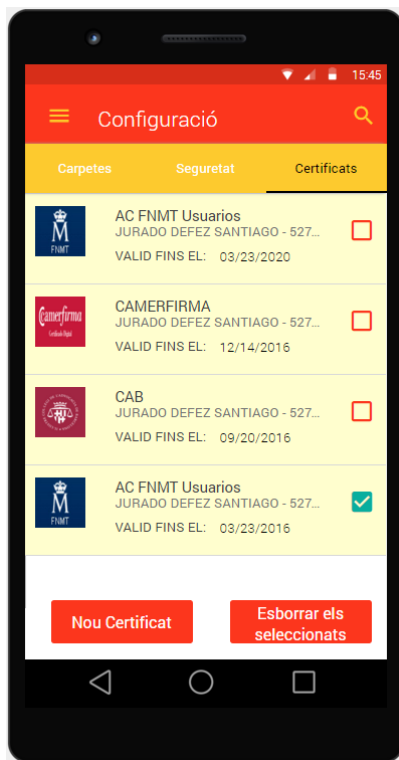 15:45
Configuració
Carpetes Seguretat Certificats
AC FNMT Usuarios
JURADO DEFEZ SANTIAGO - 527...
VALID FINS EL: 03/23/2020
M
FNMT
CAMERFIRMA
JURADO DEFEZ SANTIAGO - 527...
VALID FINS EL: 12/14/2016
Camerfirma
Certificado Digital
CAB
JURADO DEFEZ SANTIAGO - 527...
VALID FINS EL: 09/20/2016
AC FNMT Usuarios
JURADO DEFEZ SANTIAGO - 527...
VALID FINS EL: 03/23/2016
M
FNMT
Nou Certificat
Esborrar els
seleccionats